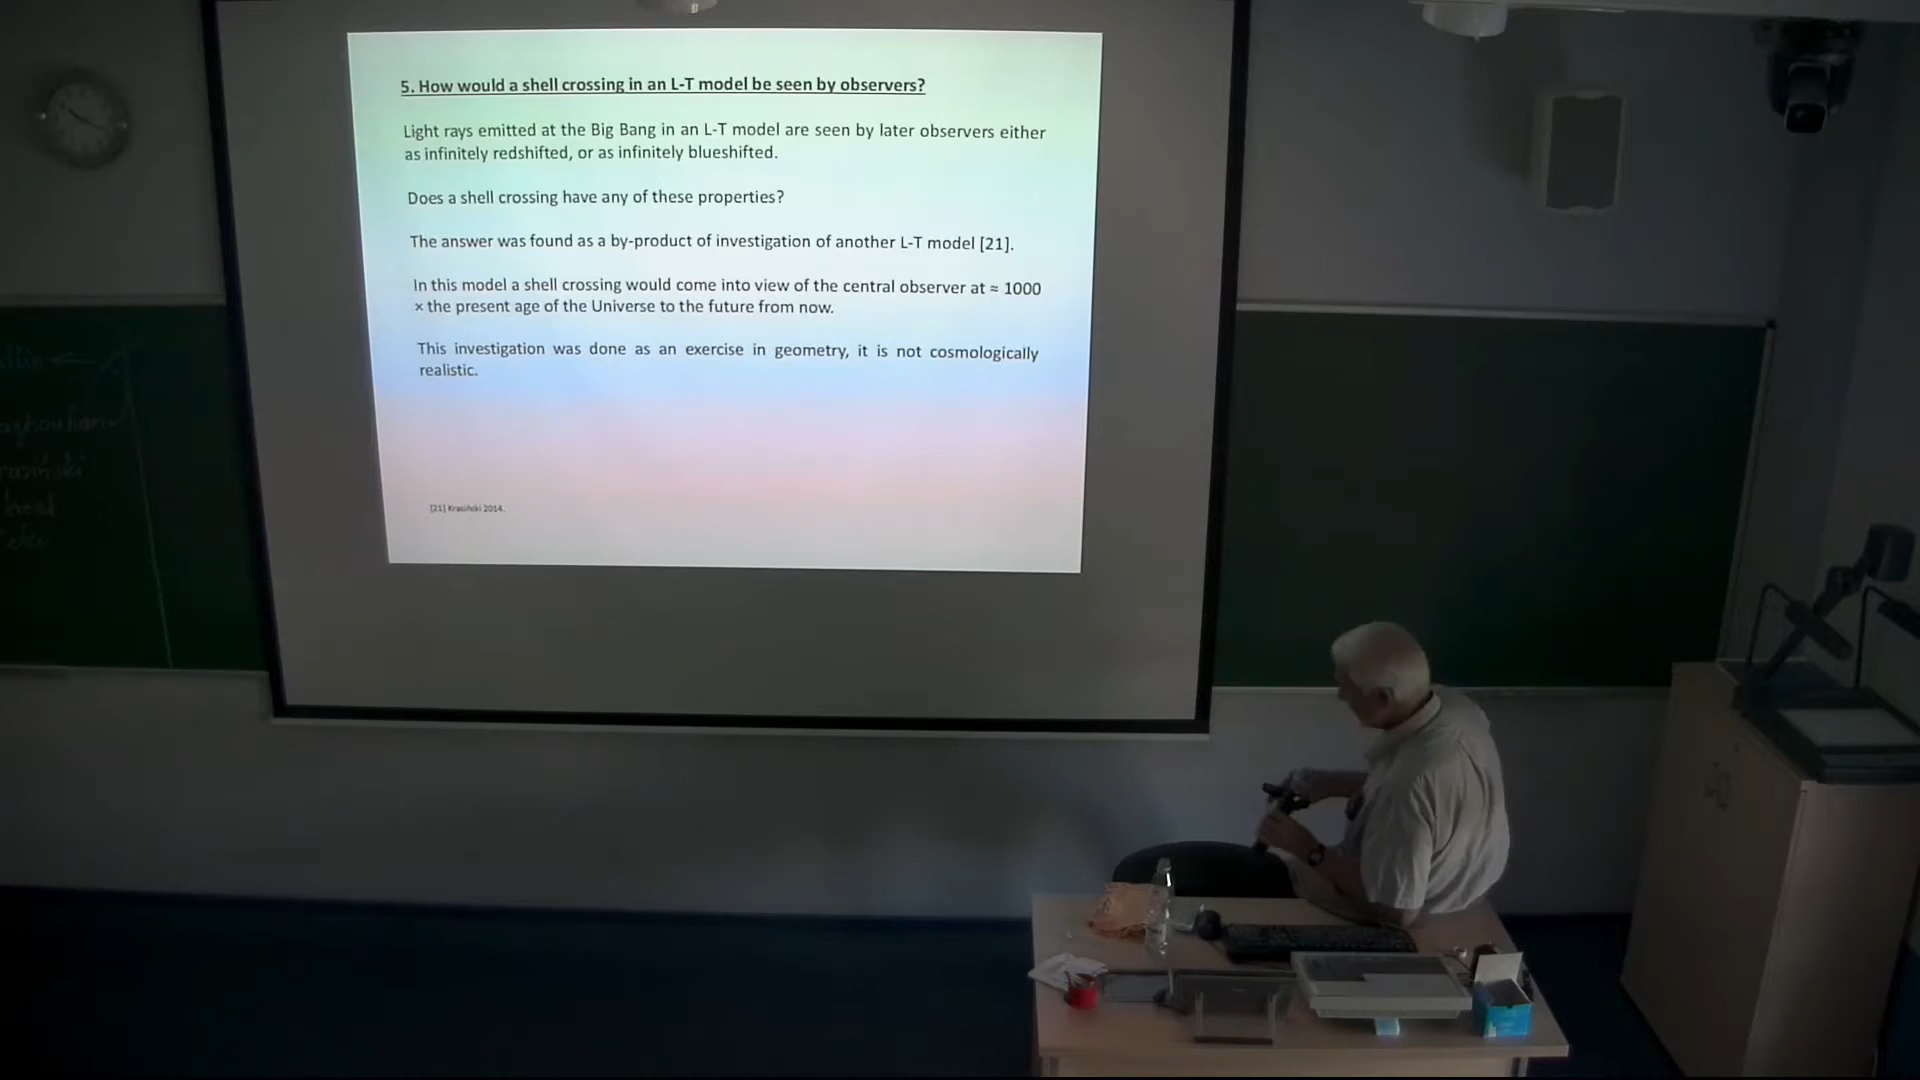 5. How would a shell crossing in an L-T model be seen by observers?
Light rays emitted at the Big Bang in an L-T model are seen by later observers either
as infinitely redshifted, or as infinitely blueshifted.
Does a shell crossing have any of these properties?
The answer was found as a by-product of investigation of another L-T model [21].
In this model a shell crossing would come into view of the central observer at ≈ 1000
× the present age of the Universe to the future from now.
This investigation was done as an exercise in geometry, it is not cosmologically
realistic.
[21] Krasiński 2014.